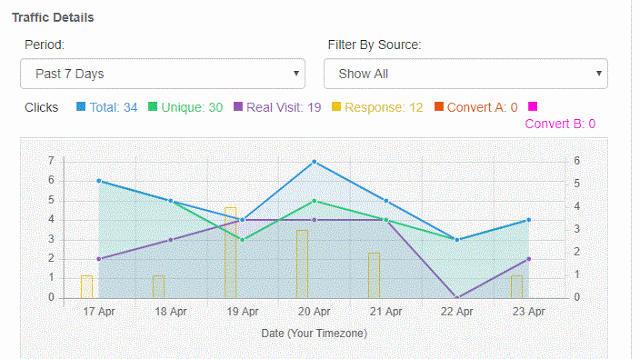 Traffic Details
Period: Filter By Source:
Past 7 Days Show All
Clicks Total: 34 Unique: 30 Real Visit: 19 Response: 12 Convert A: 0
Convert B: 0
7 6
6 5
5 4
4 3
3 2
2 1
1 0
0
17 Apr 18 Apr 19 Apr 20 Apr 21 Apr 22 Apr 23 Apr
Date (Your Timezone)